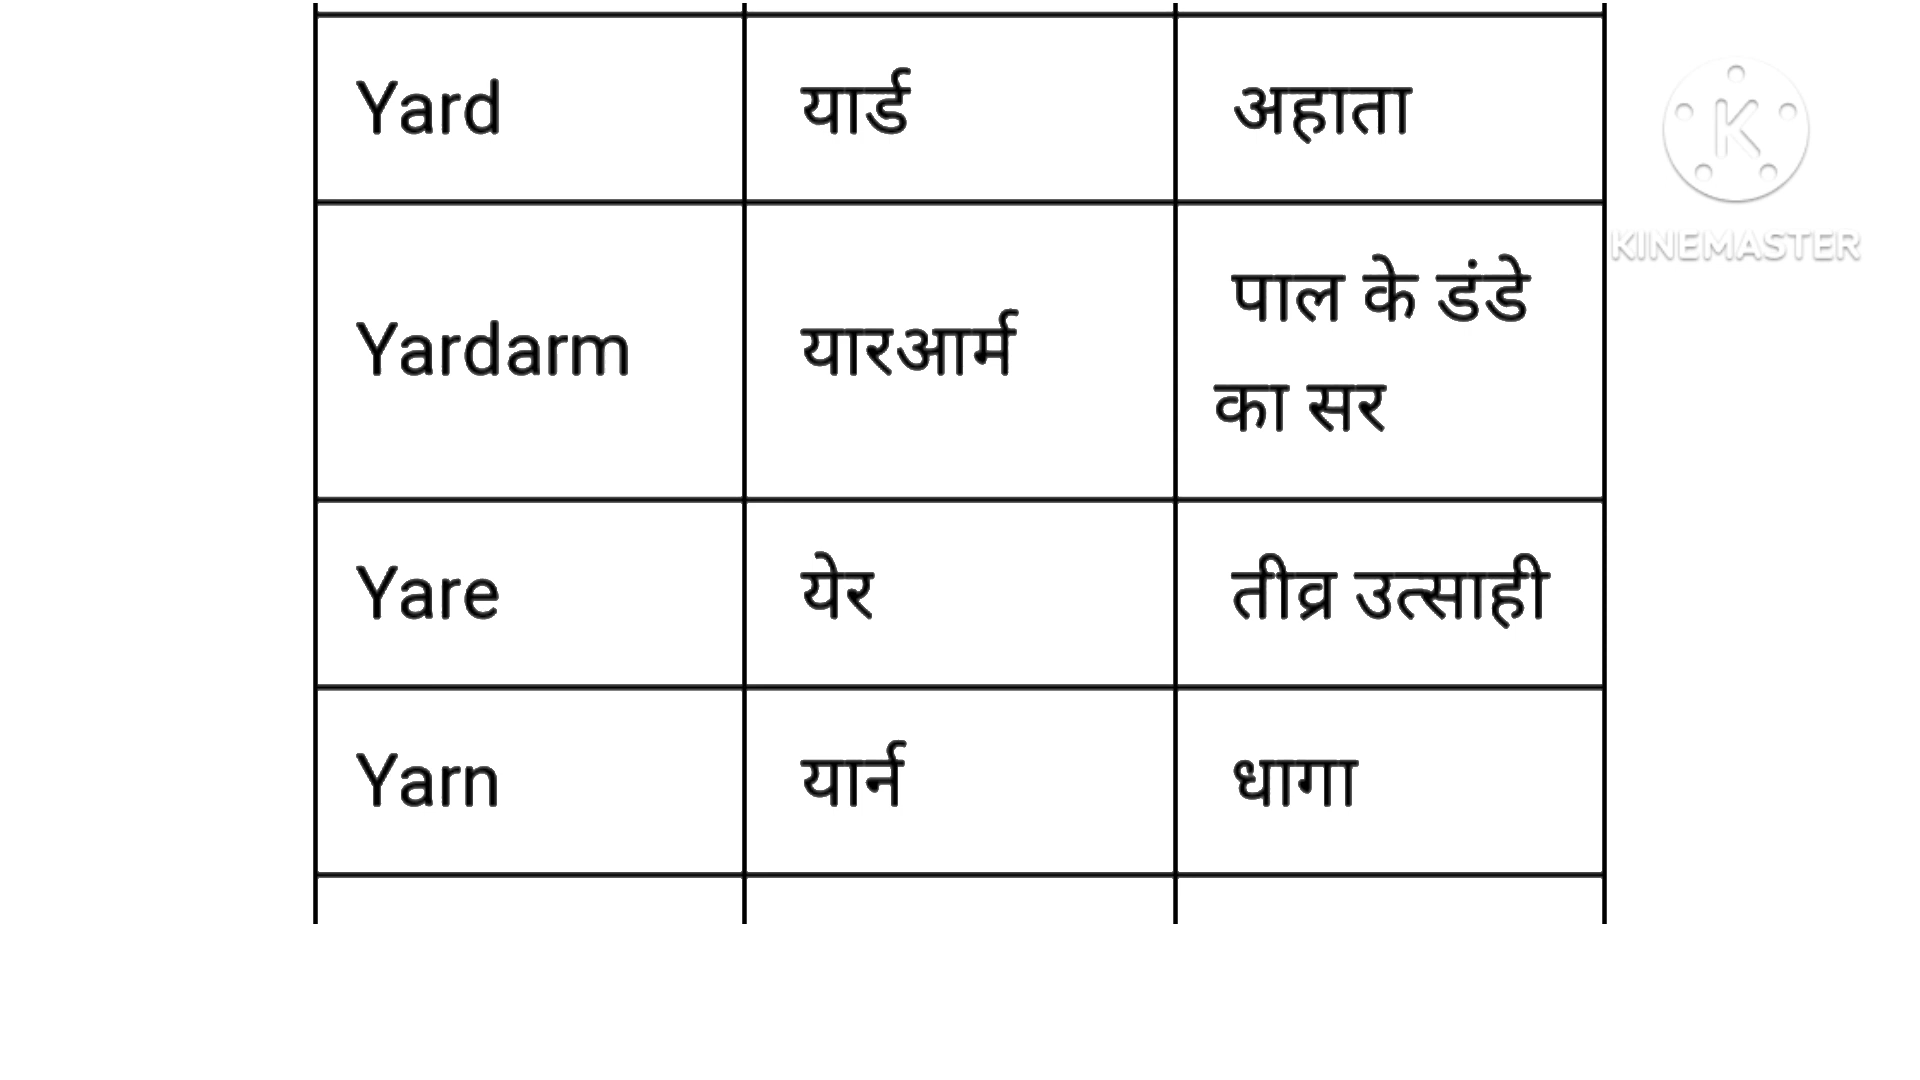 Yard यार्ड अहाता
Yardarm यारआर्म पाल के डंडे
का सर
Yare येर तीव्र उत्साही
Yarn यार्न धागा
K
KINEMASTER